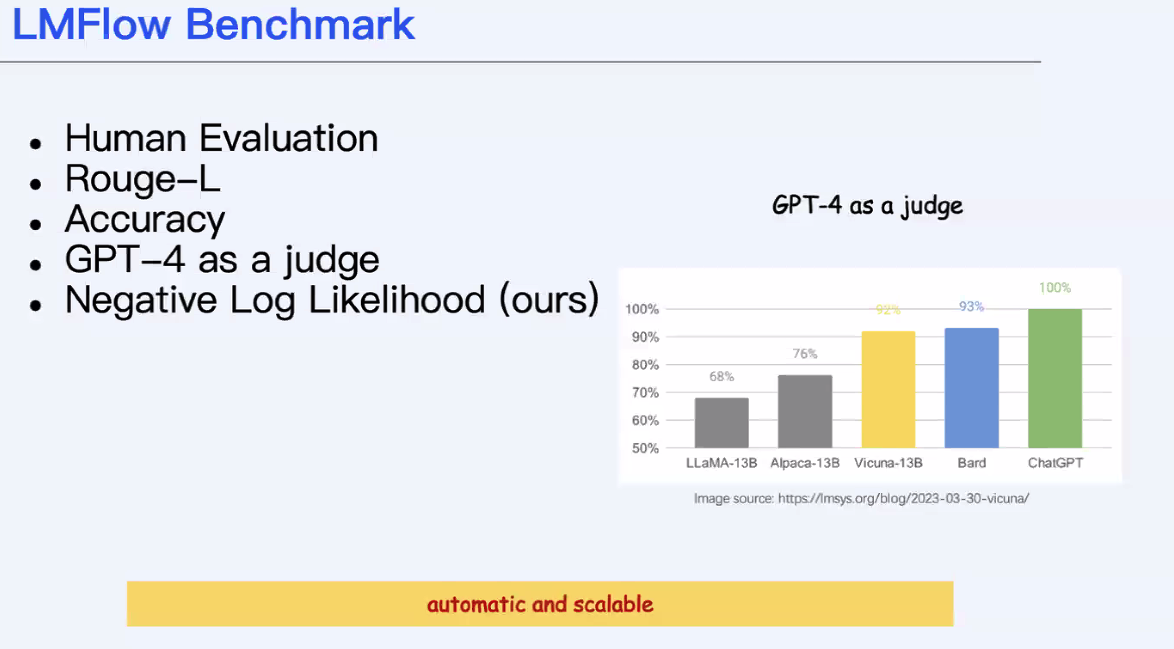 LMFlow Benchmark
• Human Evaluation
• Rouge-L
• Accuracy
• GPT-4 as a judge
• Negative Log Likelihood (ours)
GPT-4 as a judge
100%
90%
80%
70%
60%
50%
68%
76%
92%
93%
100%
LLaMA-13B Alpaca-13B Vicuna-13B Bard ChatGPT
Image source: https://lmsys.org/blog/2023-03-30-vicuna/
automatic and scalable